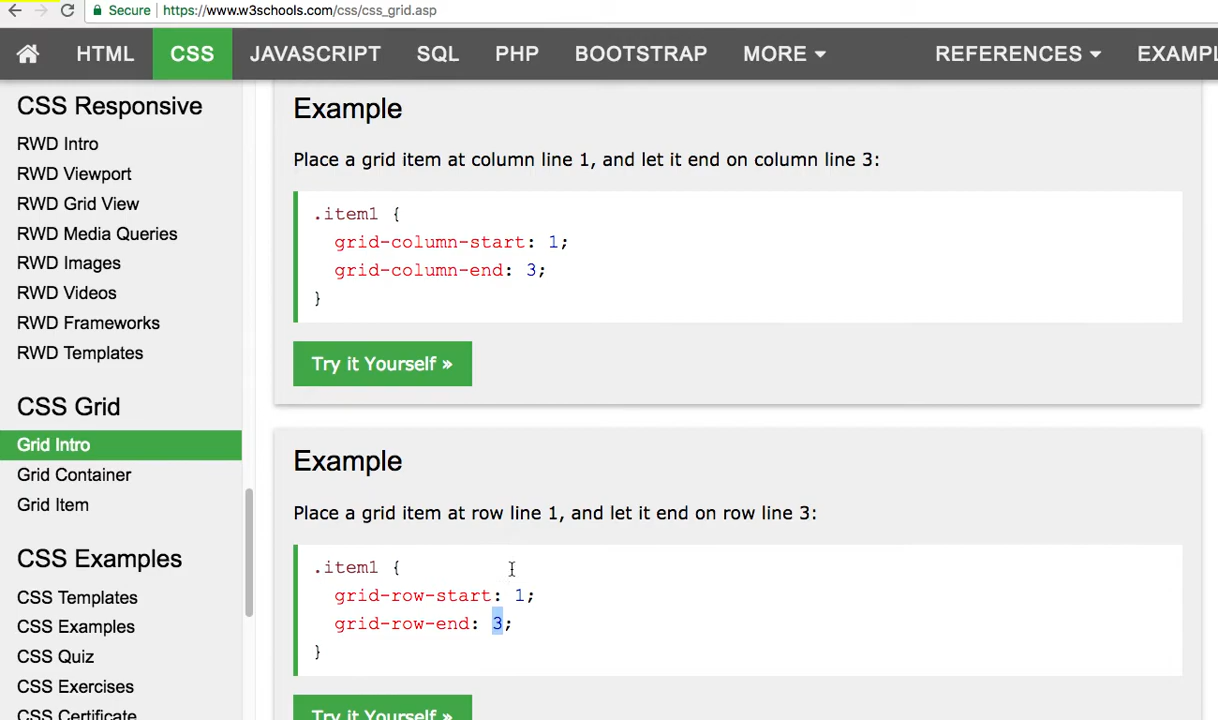 Secure https://www.w3schools.com/css/css_grid.asp
HTML CSS JAVASCRIPT SQL PHP BOOTSTRAP MORE REFERENCES EXAMPL
CSS Responsive
RWD Intro
RWD Viewport
RWD Grid View
RWD Media Queries
RWD Images
RWD Videos
RWD Frameworks
RWD Templates
CSS Grid
Grid Intro
Grid Container
Grid Item
CSS Examples
CSS Templates
CSS Examples
CSS Quiz
CSS Exercises
CSS Certificate
Example
Place a grid item at column line 1, and let it end on column line 3:
.item1 {
grid-column-start: 1;
grid-column-end: 3;
}
Try it Yourself »
Example
Place a grid item at row line 1, and let it end on row line 3:
.item1 {
grid-row-start: 1;
grid-row-end: 3;
}
Try it Yourself »